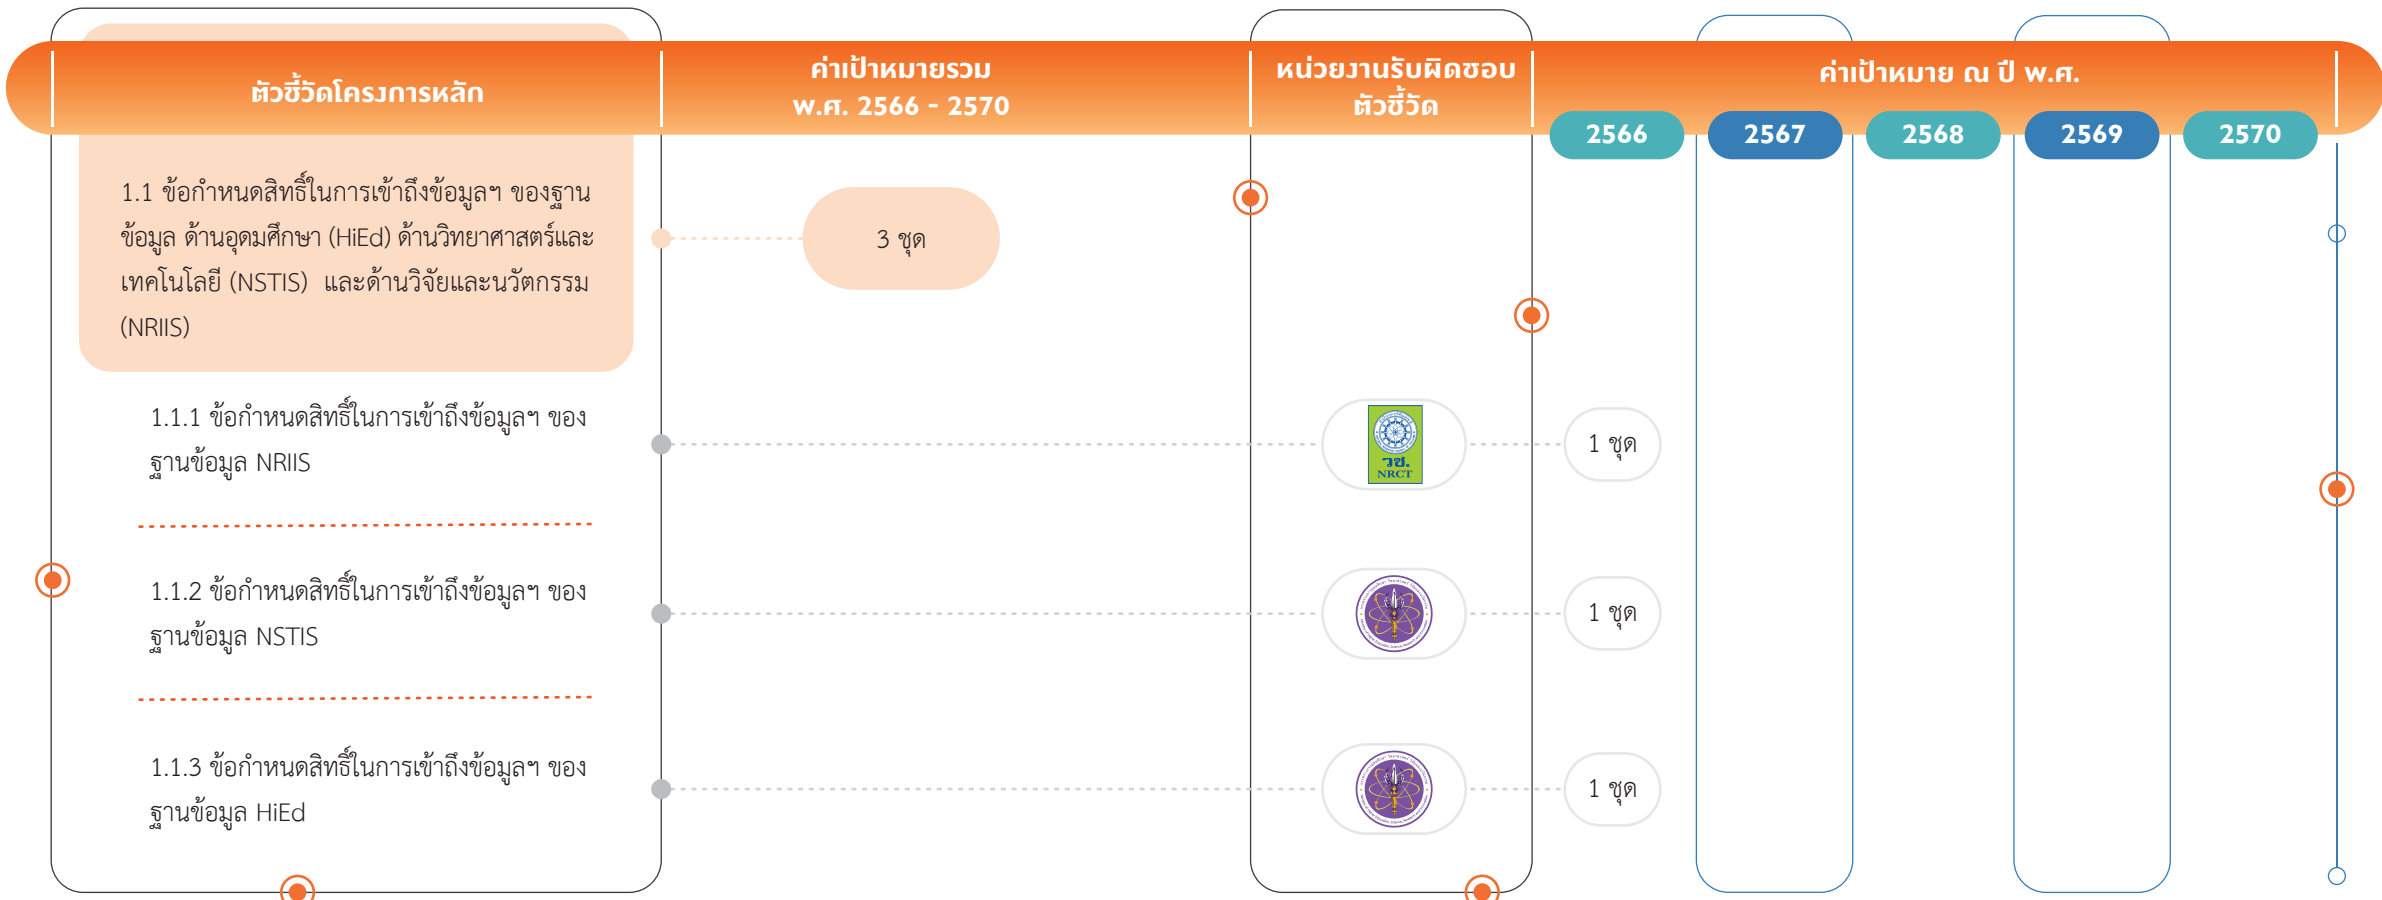 ตัวชี้วัดโครงการหลัก
ค่าเป้าหมายรวม
พ.ศ. 2566 - 2570
หน่วยงานรับผิดชอบ
ตัวชี้วัด
ค่าเป้าหมาย ณ ปี พ.ศ.
2566 2567 2568 2569 2570
1.1 ข้อกำหนดสิทธิ์ในการเข้าถึงข้อมูลฯ ของฐาน
ข้อมูล ด้านอุดมศึกษา (HiEd) ด้านวิทยาศาสตร์และ
เทคโนโลยี (NSTIS) และด้านวิจัยและนวัตกรรม
(NRIIS)
3 ชุด
1.1.1 ข้อกำหนดสิทธิ์ในการเข้าถึงข้อมูลฯ ของ
ฐานข้อมูล NRIIS
วช.
NRCT
1 ชุด
1.1.2 ข้อกำหนดสิทธิ์ในการเข้าถึงข้อมูลฯ ของ
ฐานข้อมูล NSTIS
1 ชุด
1.1.3 ข้อกำหนดสิทธิ์ในการเข้าถึงข้อมูลฯ ของ
ฐานข้อมูล HiEd
1 ชุด